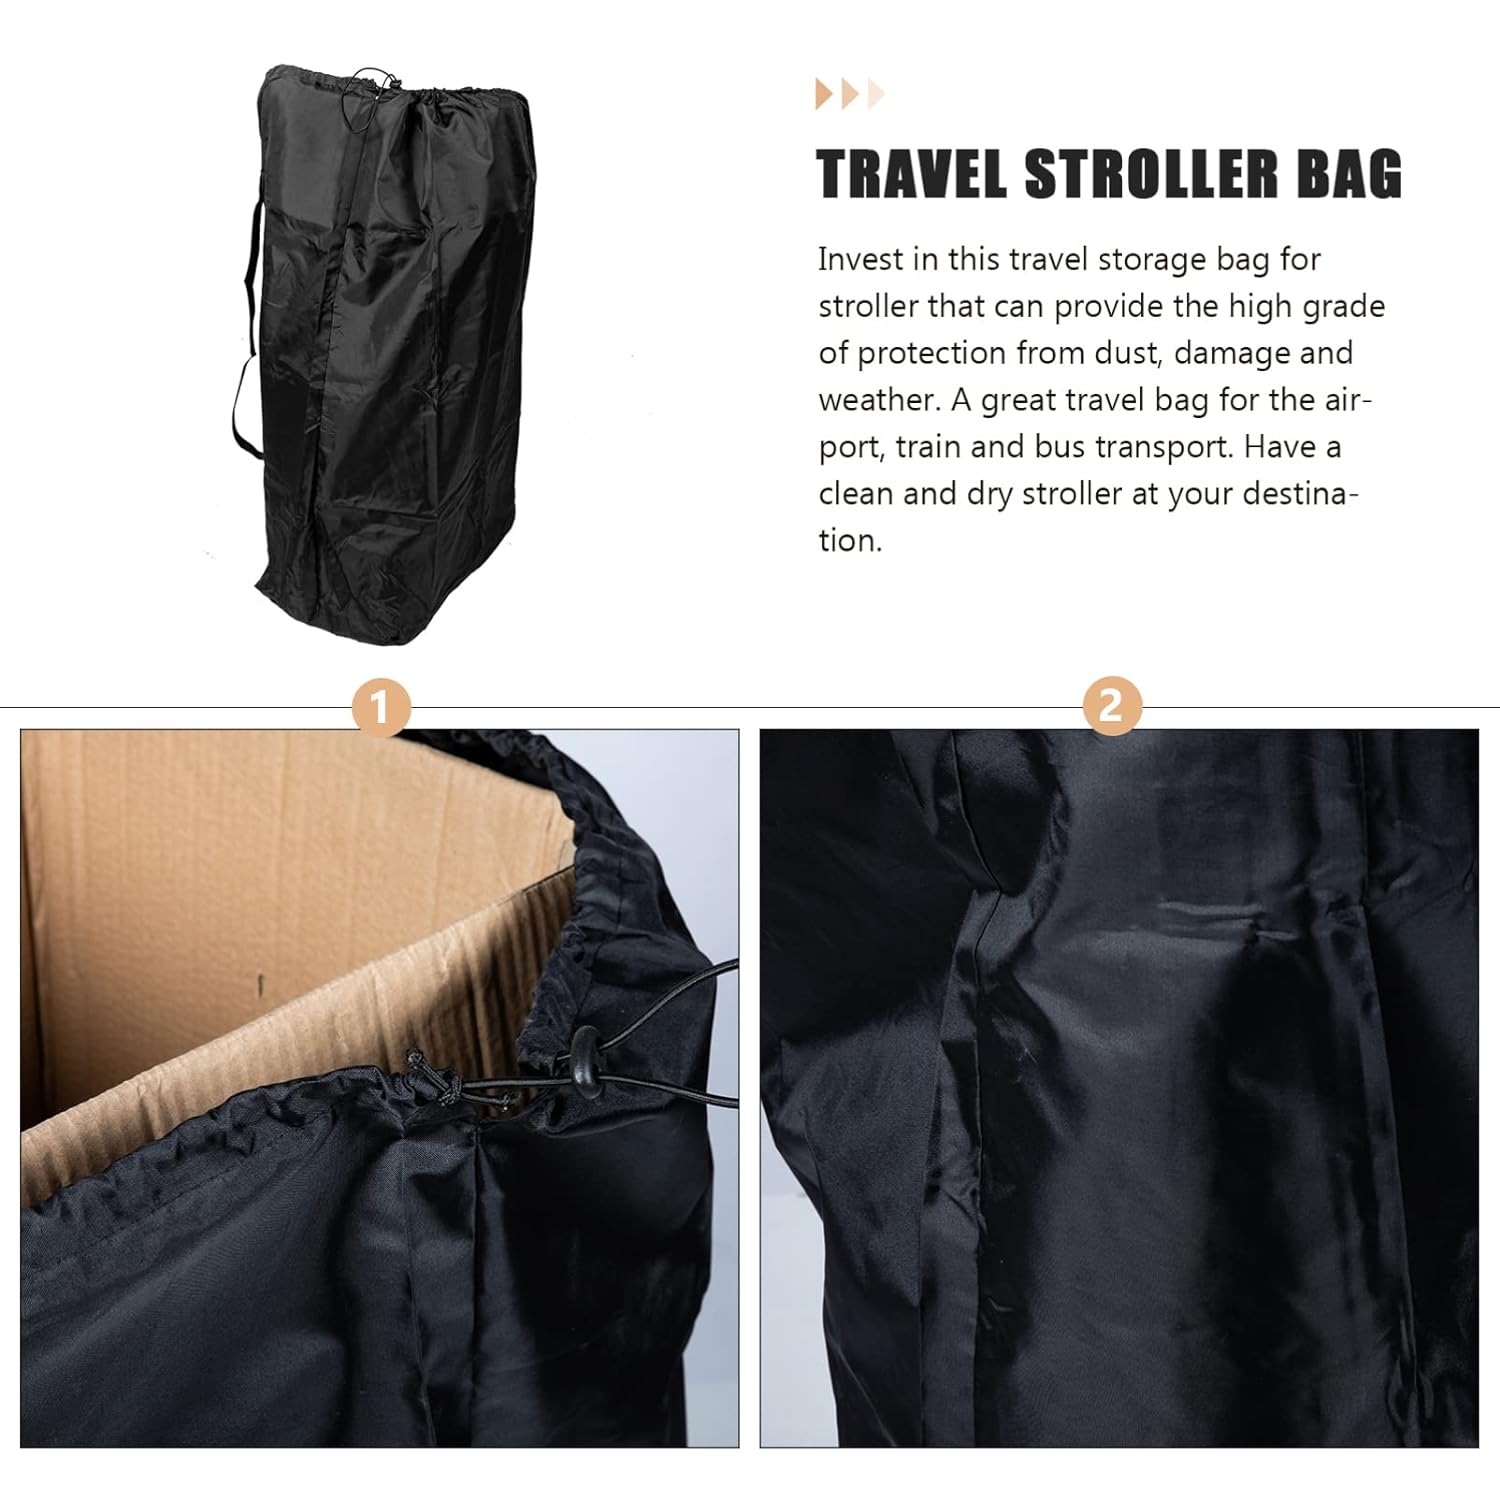 TRAVEL STROLLER BAG
Invest in this travel storage bag for
stroller that can provide the high grade
of protection from dust, damage and
weather. A great travel bag for the air-
port, train and bus transport. Have a
clean and dry stroller at your destina-
tion.
1
2